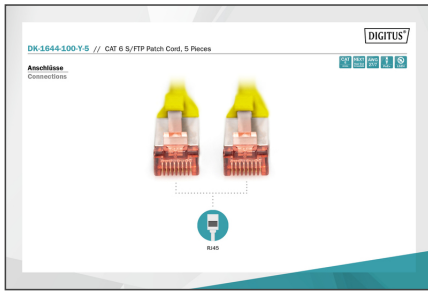 DIGITUS®
DK-1644-100-Y-5 // CAT 6 S/FTP Patch Cord, 5 Pieces
Anschlüsse
Connections
RJ45